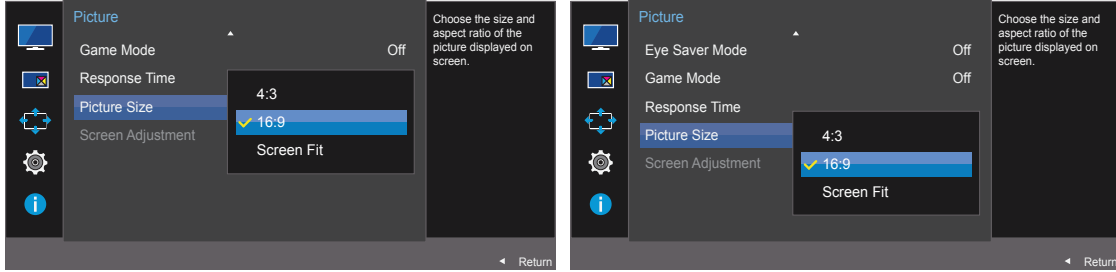 Picture
Game Mode Off
Response Time
Picture Size
Screen Adjustment
4:3
16:9
Screen Fit
Choose the size and
aspect ratio of the
picture displayed on
screen.
Return
Picture
Eye Saver Mode Off
Game Mode Off
Response Time
Picture Size
Screen Adjustment
4:3
16:9
Screen Fit
Choose the size and
aspect ratio of the
picture displayed on
screen.
Return